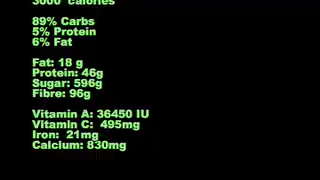 3000 calories
89% Carbs
5% Protein
6% Fat
Fat: 18 g
Protein: 46g
Sugar: 596g
Fibre: 96g
Vitamin A: 36450 IU
Vitamin C: 495mg
Iron: 21mg
Calcium: 830mg